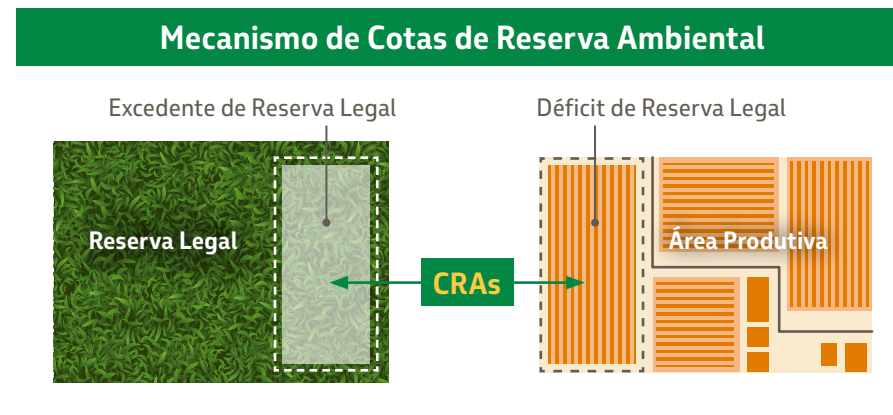 Mecanismo de Cotas de Reserva Ambiental
Excedente de Reserva Legal
Déficit de Reserva Legal
Reserva Legal
Área Produtiva
CRAs